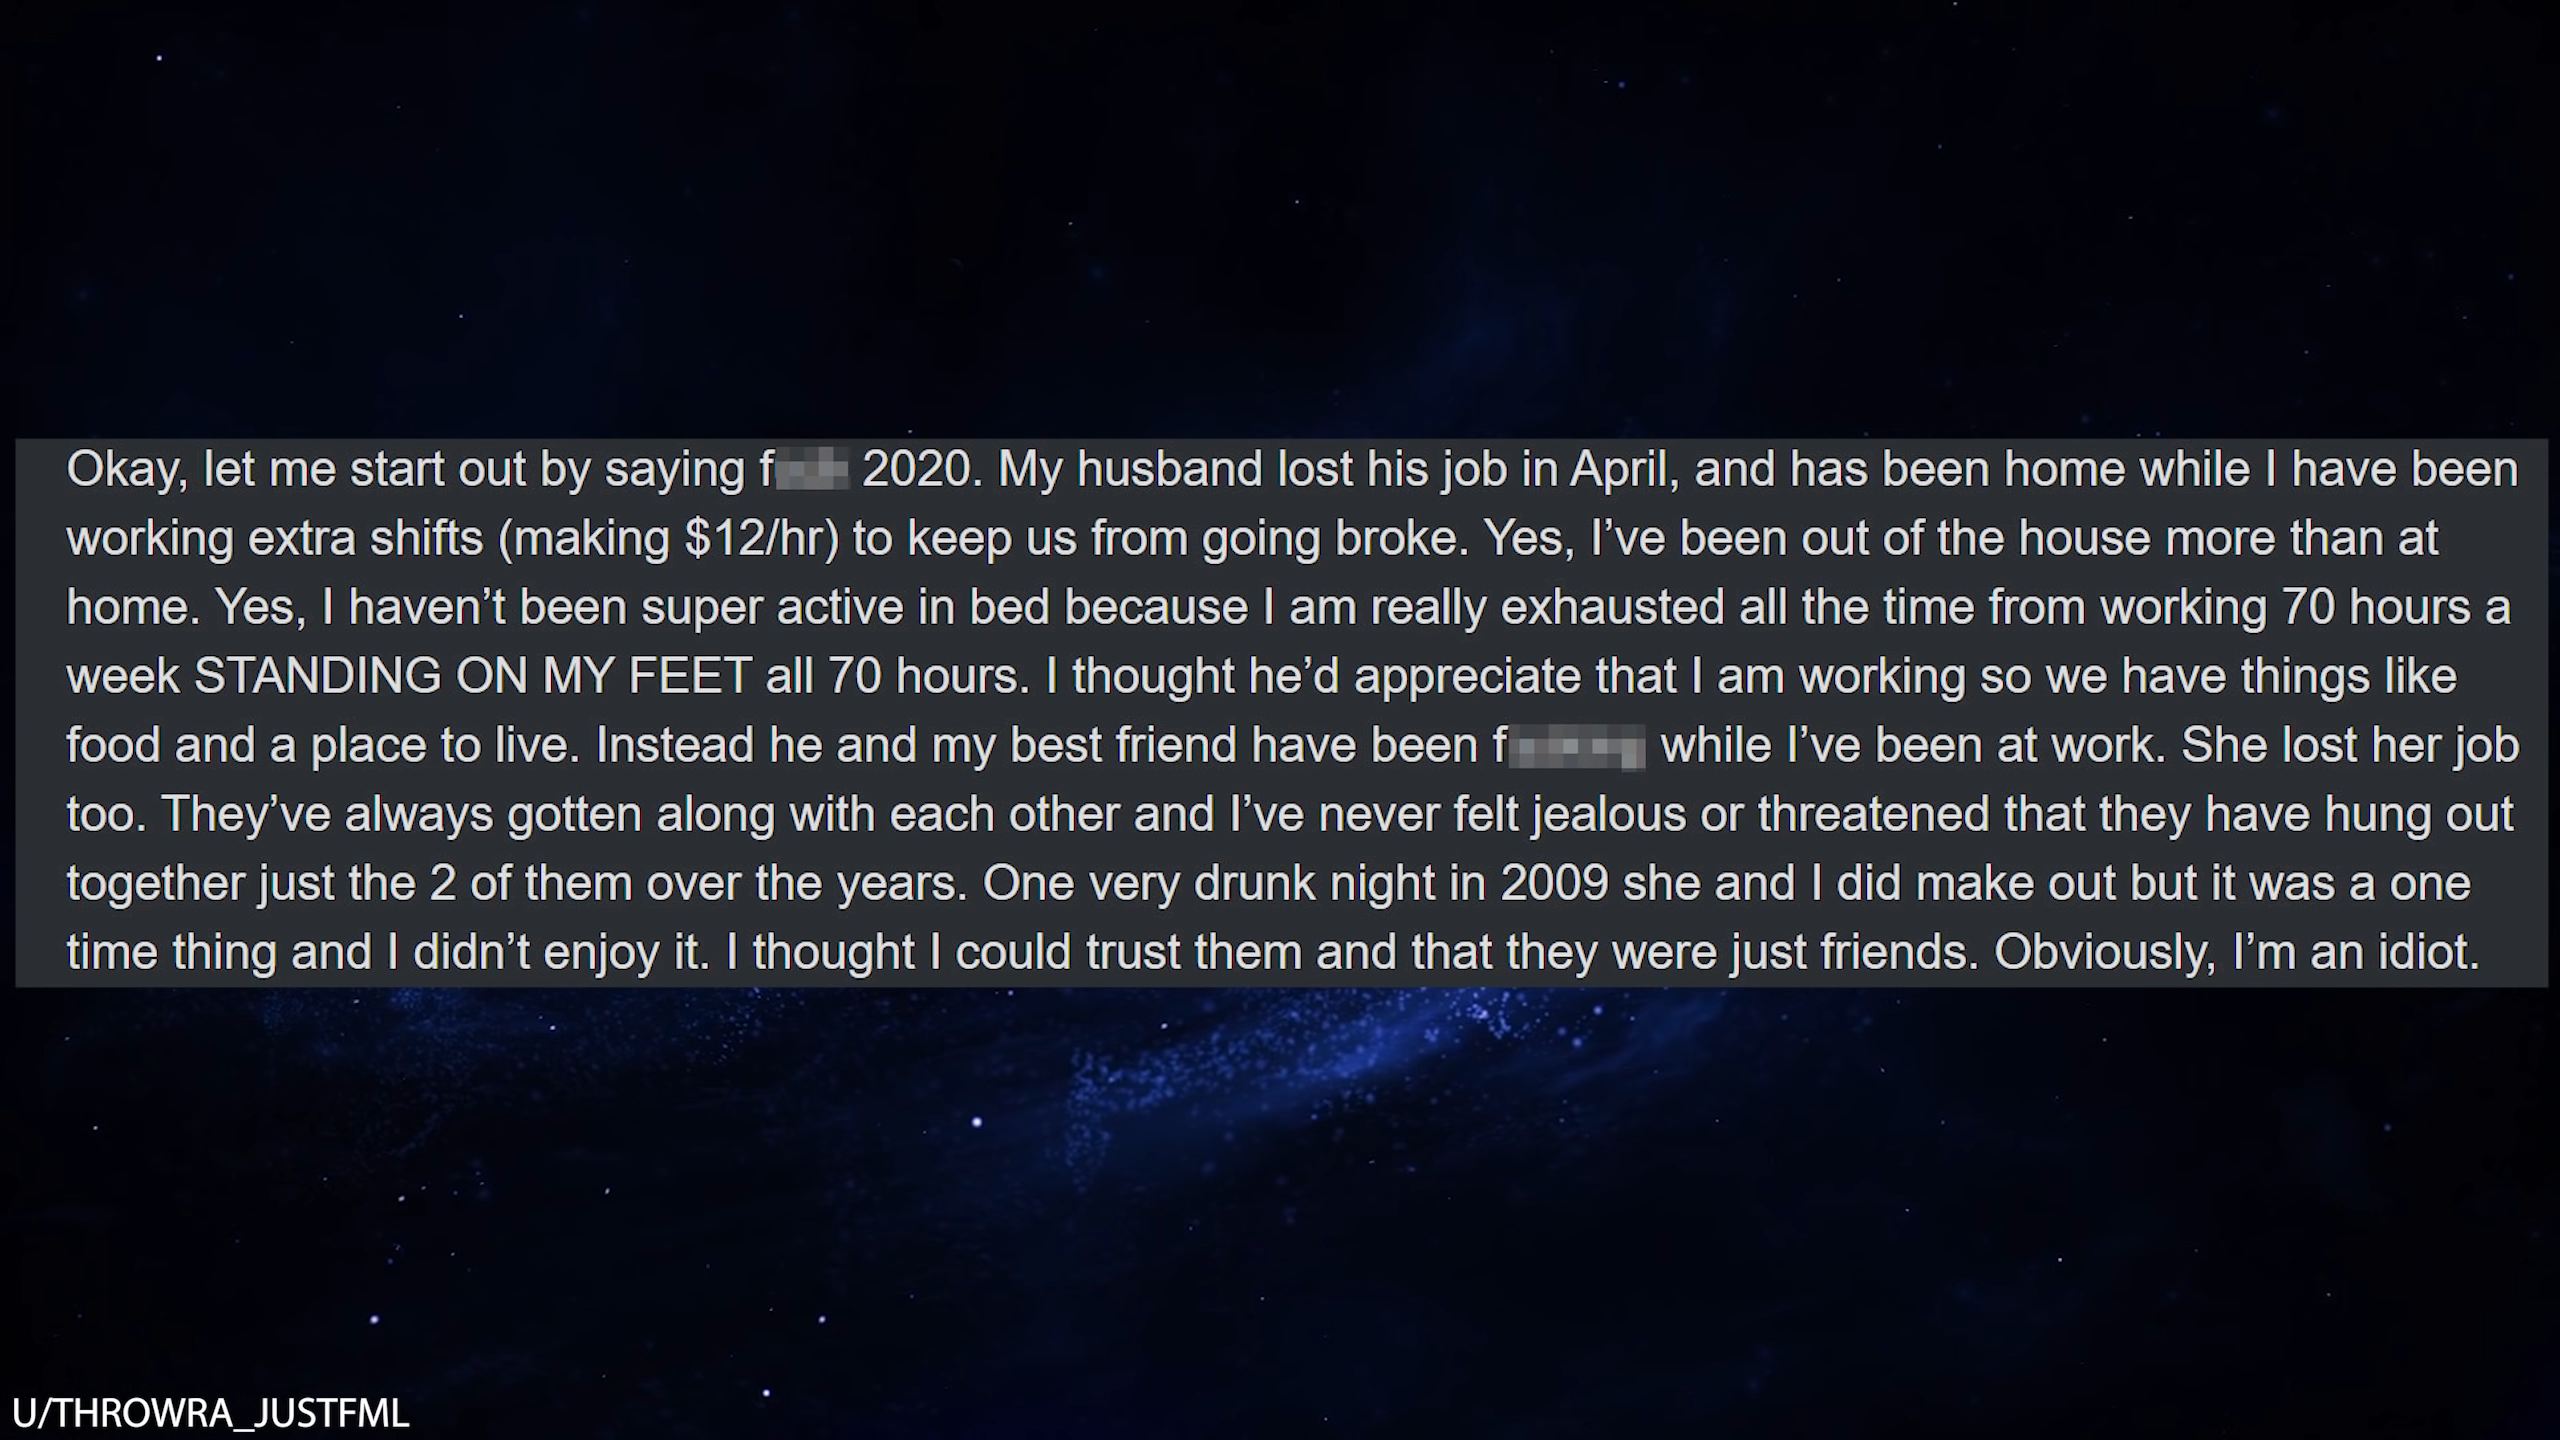 Okay, let me start out by saying f 2020. My husband lost his job in April, and has been home while I have been
working extra shifts (making $12/hr) to keep us from going broke. Yes, I’ve been out of the house more than at
home. Yes, I haven’t been super active in bed because I am really exhausted all the time from working 70 hours a
week STANDING ON MY FEET all 70 hours. I thought he’d appreciate that I am working so we have things like
food and a place to live. Instead he and my best friend have been f while I’ve been at work. She lost her job
too. They’ve always gotten along with each other and I’ve never felt jealous or threatened that they have hung out
together just the 2 of them over the years. One very drunk night in 2009 she and I did make out but it was a one
time thing and I didn’t enjoy it. I thought I could trust them and that they were just friends. Obviously, I’m an idiot.
U/THROWRA_JUSTFML